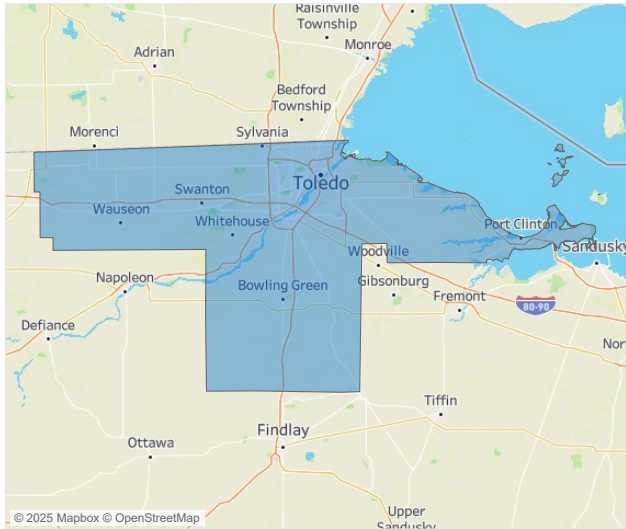 Raisinville
Township
Adrian
Monroe
Bedford
Township
Morenci
Sylvania
Toledo
Swanton
Wauseon
Whitehouse
Port Clinton
Woodville
Sandusky
Napoleon
Bowling Green
Gibsonburg
Fremont
80-90
Defiance
Nor
Tiffin
Findlay
Ottawa
Upper
Sandusky
© 2025 Mapbox © OpenStreetMap